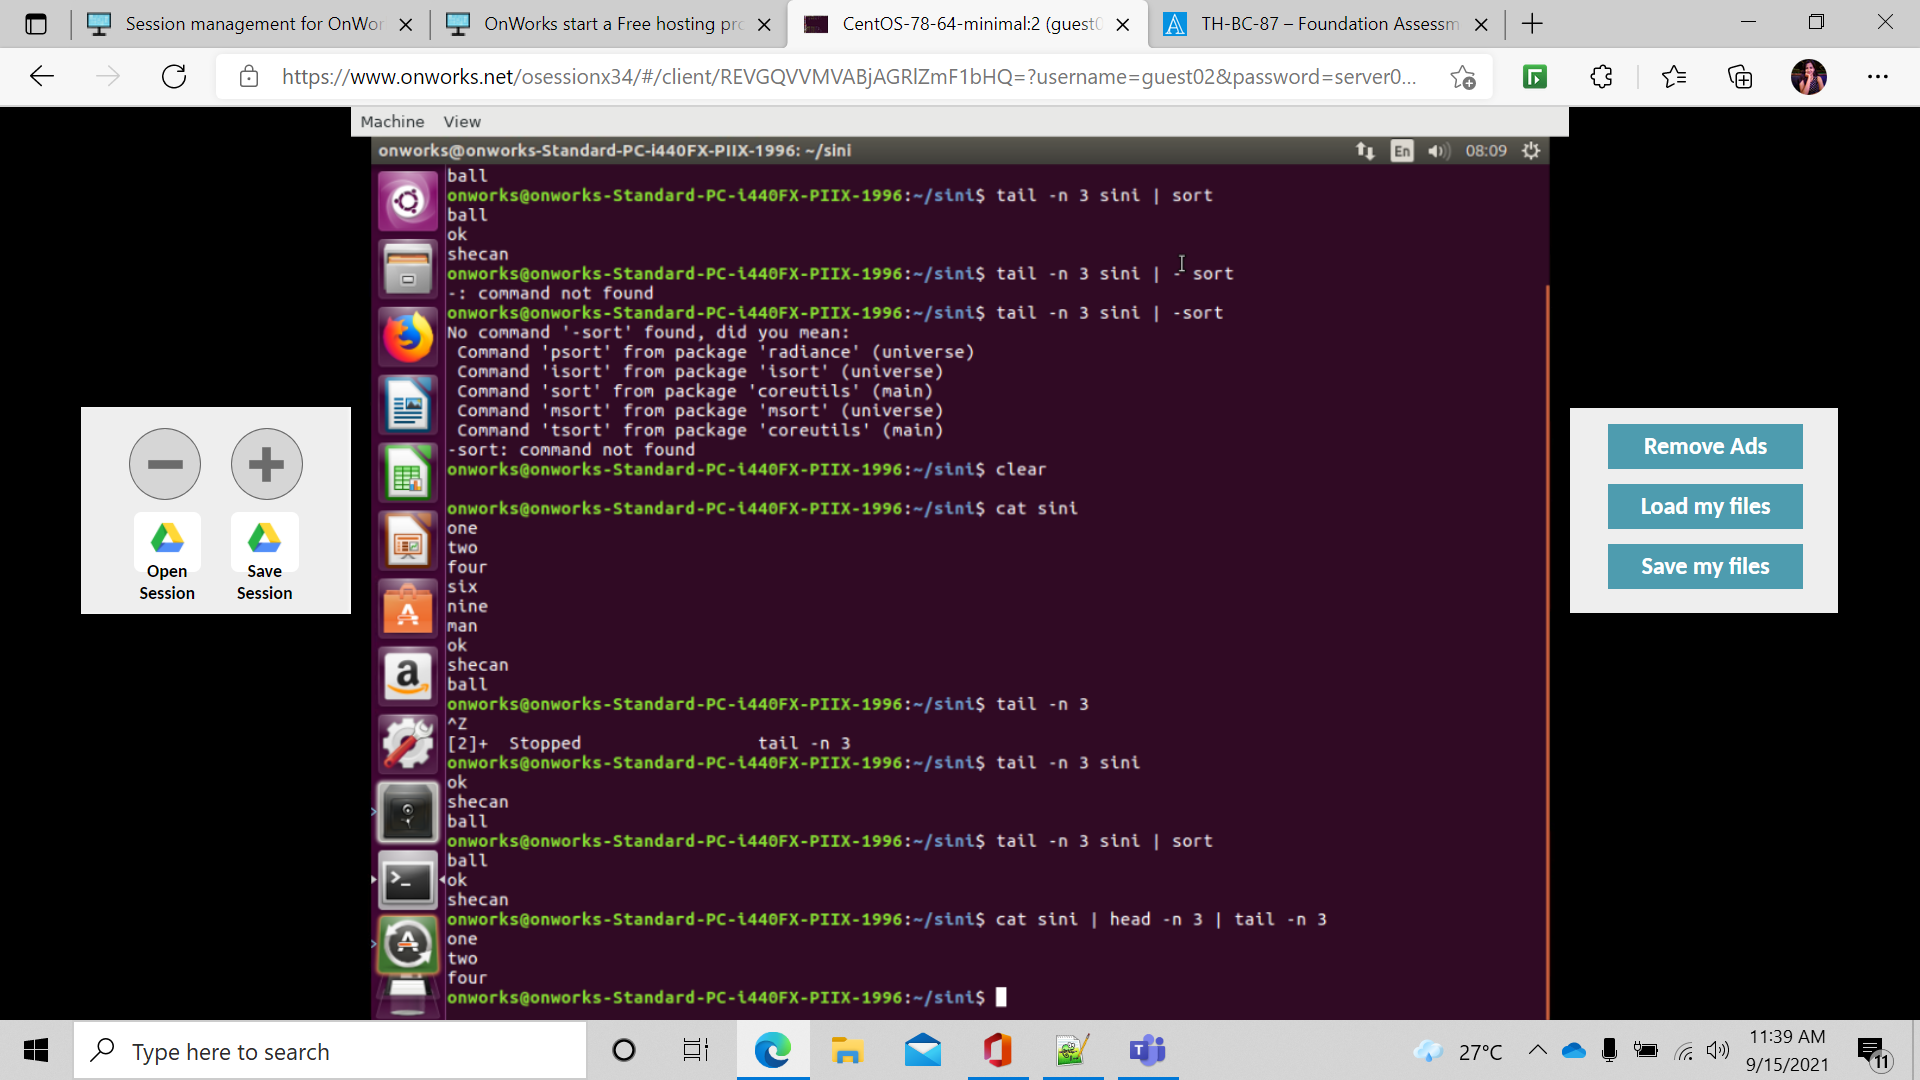 Session management for OnWor
OnWorks start a Free hosting pro
CentOS-78-64-minimal:2 (guest0
TH-BC-87 – Foundation Assessm
https://www.onworks.net/osessionx34/#/client/REVGQVVMVABjAGRlZmF1bHQ=?username=guest02&password=server0...
Machine View
onworks@onworks-Standard-PC-i440FX-PIIX-1996: ~/sini
En
08:09
ball
onworks@onworks-Standard-PC-i440FX-PIIX-1996:~/sini$ tail -n 3 sini | sort
ball
ok
shecan
onworks@onworks-Standard-PC-i440FX-PIIX-1996:~/sini$ tail -n 3 sini | - sort
-: command not found
onworks@onworks-Standard-PC-i440FX-PIIX-1996:~/sini$ tail -n 3 sini | -sort
No command '-sort' found, did you mean:
Command 'psort' from package 'radiance' (universe)
Command 'isort' from package 'isort' (universe)
Command 'sort' from package 'coreutils' (main)
Command 'msort' from package 'msort' (universe)
Command 'tsort' from package 'coreutils' (main)
-sort: command not found
onworks@onworks-Standard-PC-i440FX-PIIX-1996:~/sini$ clear
onworks@onworks-Standard-PC-i440FX-PIIX-1996:~/sini$ cat sini
one
two
four
six
nine
man
ok
shecan
ball
onworks@onworks-Standard-PC-i440FX-PIIX-1996:~/sini$ tail -n 3
^Z
[2]+ Stopped tail -n 3
onworks@onworks-Standard-PC-i440FX-PIIX-1996:~/sini$ tail -n 3 sini
ok
shecan
ball
onworks@onworks-Standard-PC-i440FX-PIIX-1996:~/sini$ tail -n 3 sini | sort
ball
ok
shecan
onworks@onworks-Standard-PC-i440FX-PIIX-1996:~/sini$ cat sini | head -n 3 | tail -n 3
one
two
four
onworks@onworks-Standard-PC-i440FX-PIIX-1996:~/sini$
Open Session
Save Session
Remove Ads
Load my files
Save my files
Type here to search
27°C
11:39 AM
9/15/2021
11